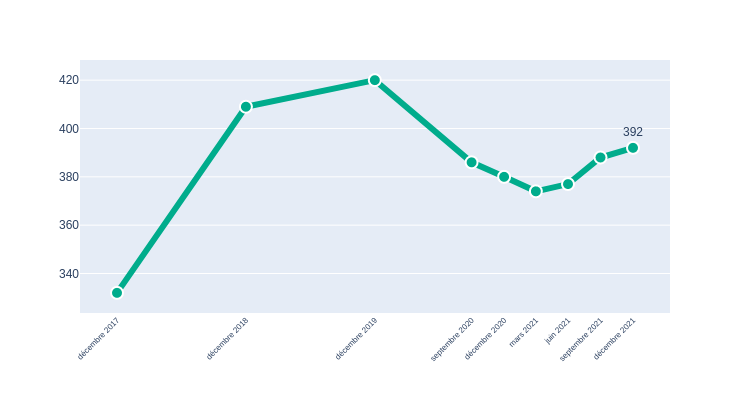 420
400
380
360
340
392
décembre 2017
décembre 2018
décembre 2019
septembre 2020
décembre 2020
mars 2021
juin 2021
septembre 2021
décembre 2021